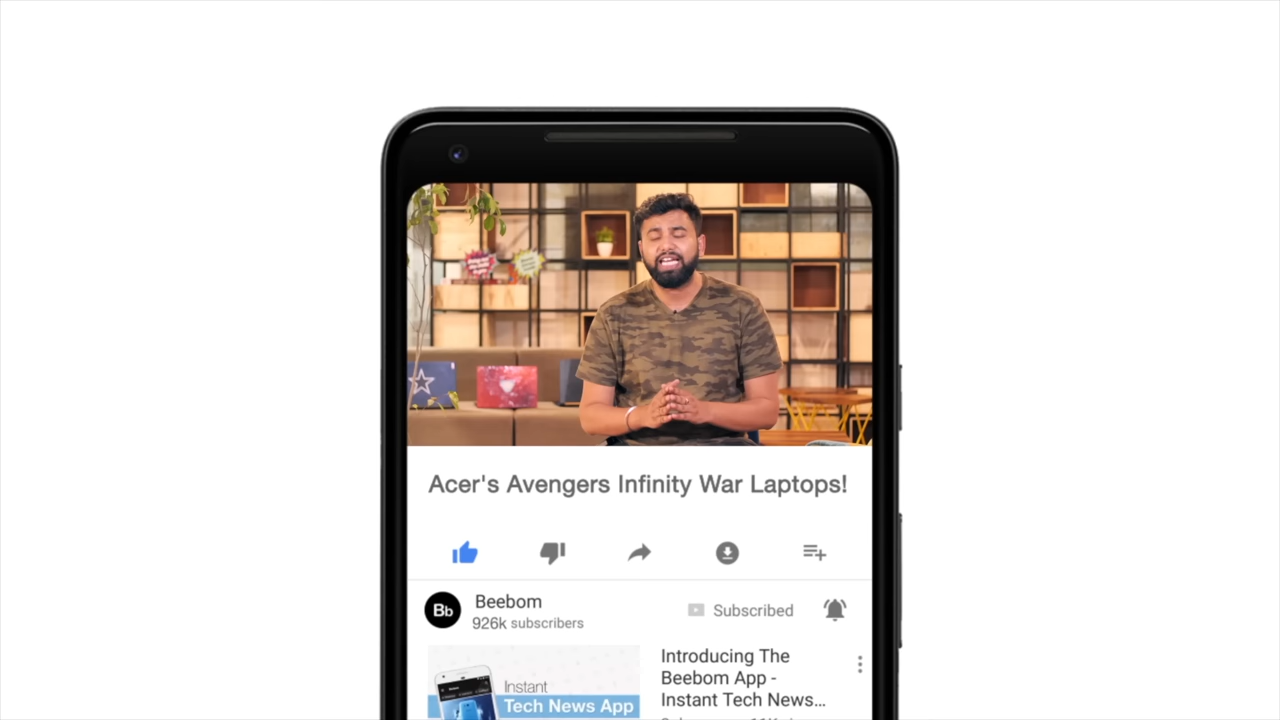 Acer's Avengers Infinity War Laptops!
Bb
Beebom
926k subscribers
Subscribed
Introducing The
Beebom App -
Instant Tech News...
Instant
Tech News App